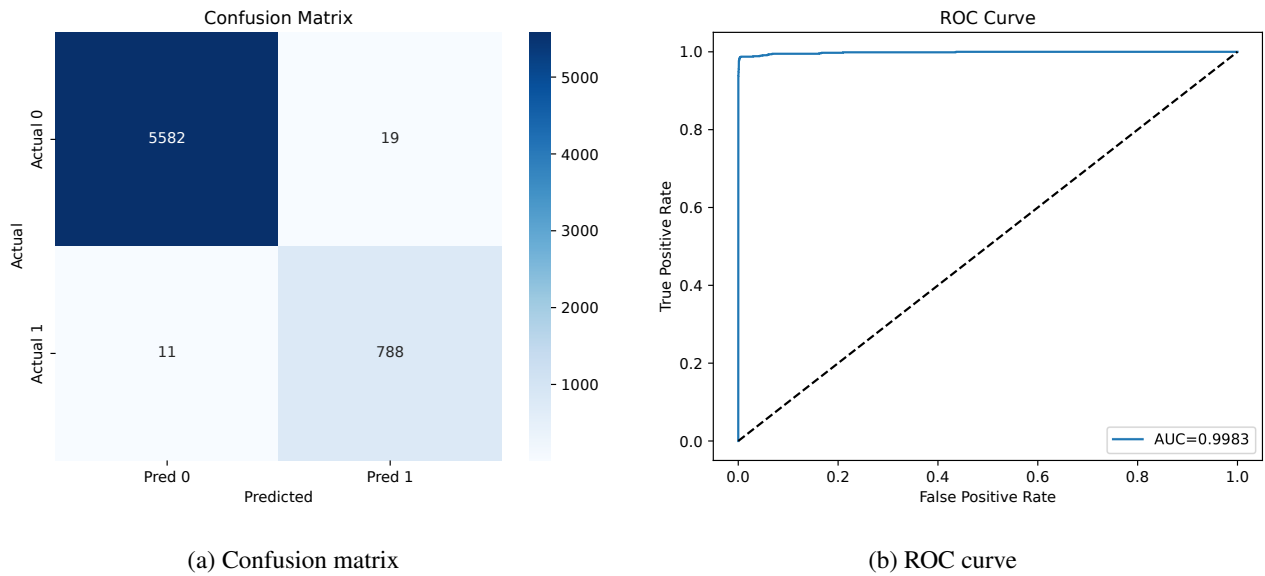 Confusion Matrix
Actual
Actual 0
Actual 1
5582
19
11
788
Pred 0
Pred 1
Predicted
5000
4000
3000
2000
1000
(a) Confusion matrix
ROC Curve
True Positive Rate
1.0
0.8
0.6
0.4
0.2
0.0
0.0
0.2
0.4
0.6
0.8
1.0
False Positive Rate
AUC=0.9983
(b) ROC curve